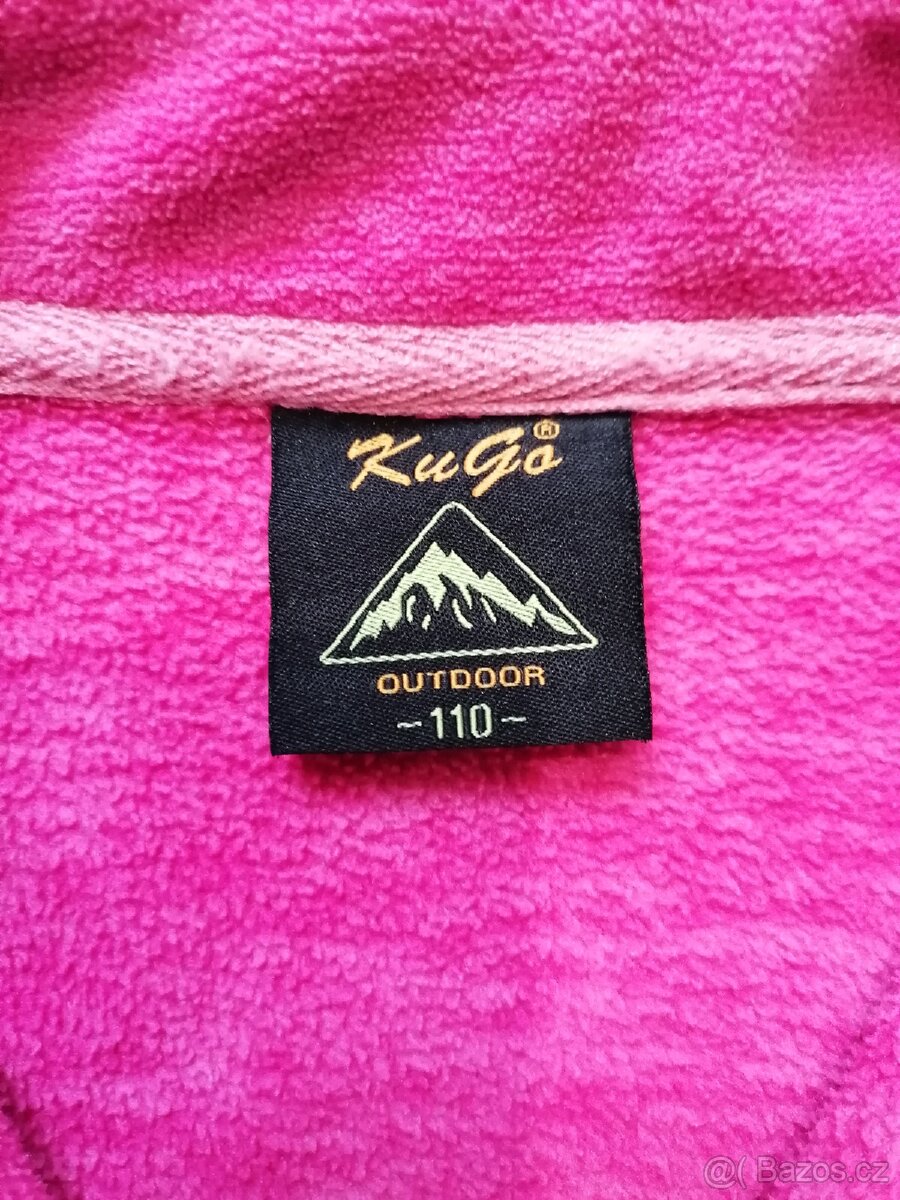 KuGo ®
OUTDOOR
~110~
@( Bazos.cz